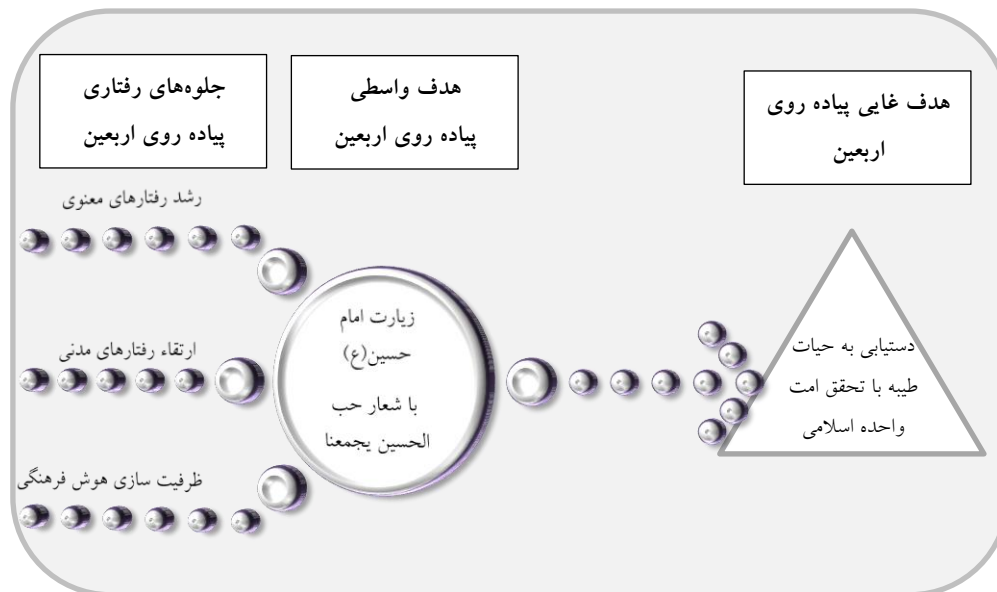 جلوه‌های رفتاری
پیاده روی اربعین
هدف واسطی
پیاده روی اربعین
هدف غایی پیاده روی
اربعین
رشد رفتارهای معنوی
ارتقاء رفتارهای مدنی
ظرفیت سازی هوش فرهنگی
زیارت امام
حسین(ع)
با شعار حب
الحسین یجمعنا
دستیابی به حیات
طیبه با تحقق امت
واحده اسلامی